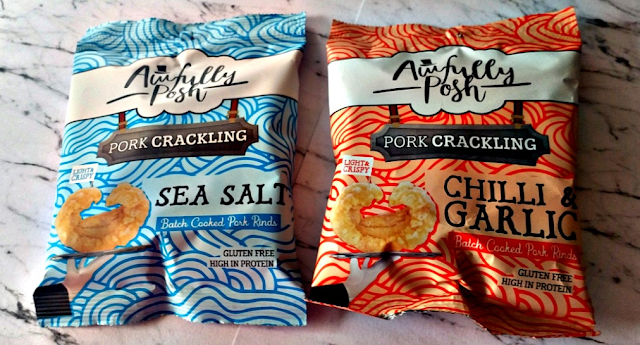 Awfully
Posh
PORK CRACKLING
LIGHT &
CRISPY
SEA SALT
Batch Cooked Pork Rinds
GLUTEN FREE
HIGH IN PROTEIN
Awfully
Posh
PORK CRACKLING
LIGHT &
CRISPY
CHILLI &
GARLIC
Batch Cooked Pork Rinds
GLUTEN FREE
HIGH IN PROTEIN